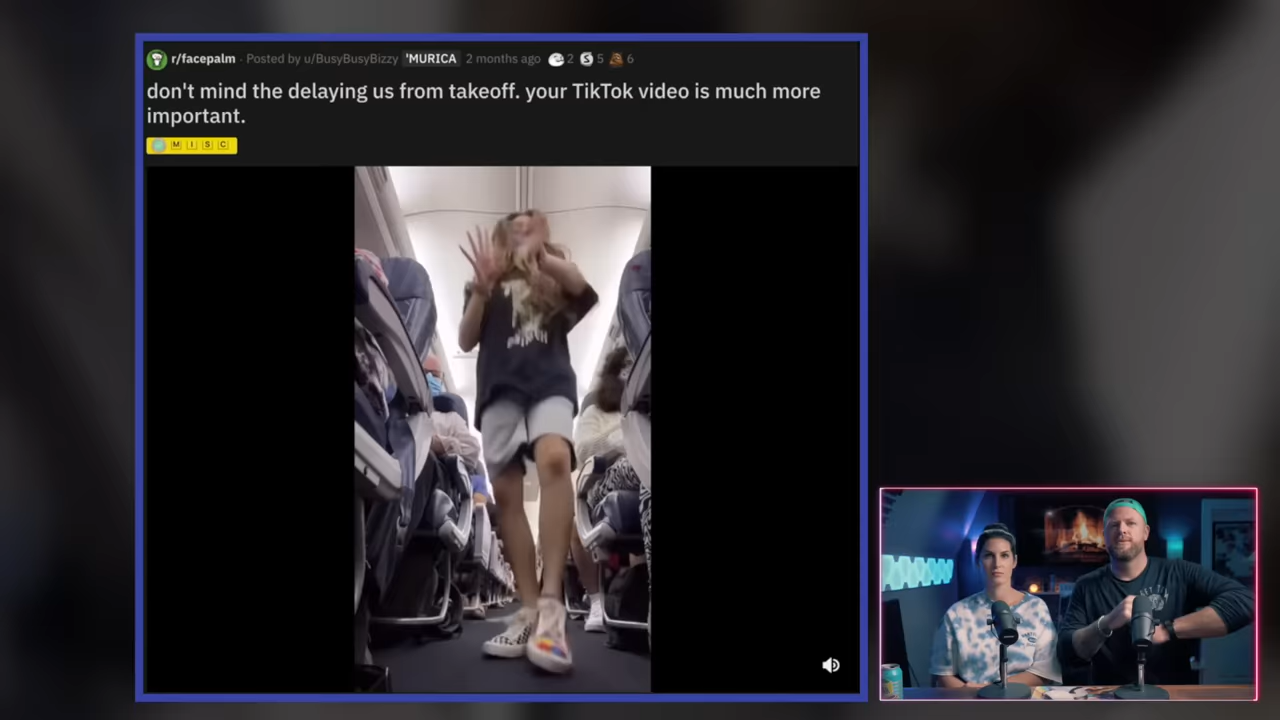 r/facepalm · Posted by u/BusyBusyBizzy 'MURICA 2 months ago 2 S 5 6
don't mind the delaying us from takeoff. your TikTok video is much more
important.
M I S C